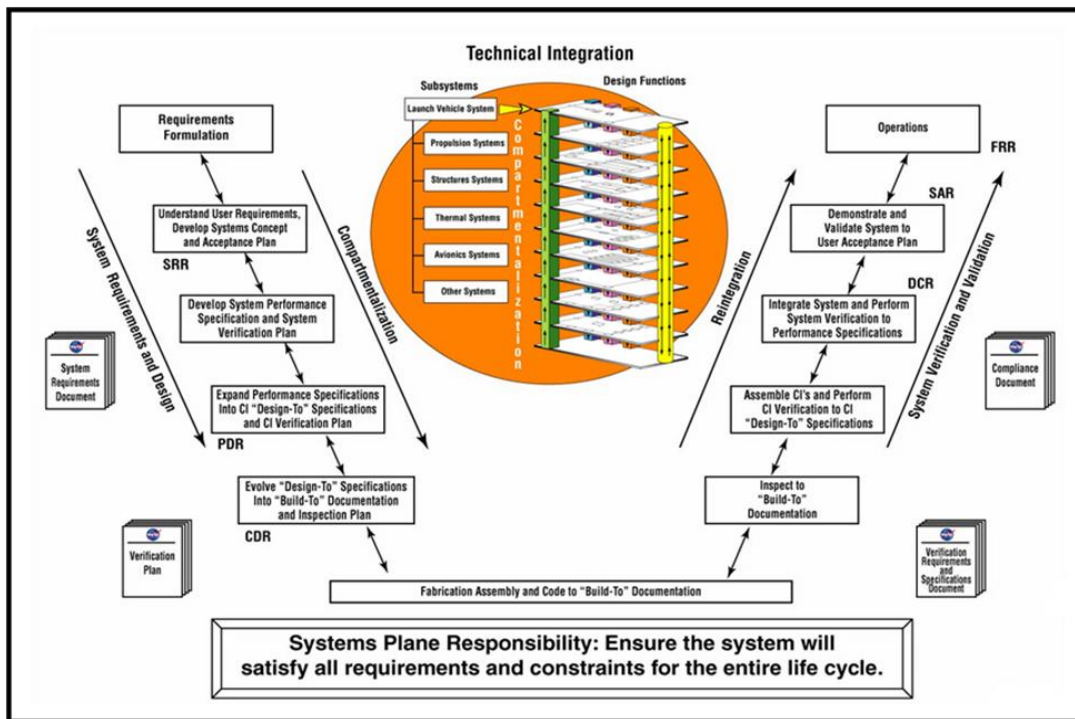 Technical Integration
Subsystems
Design Functions
Launch Vehicle System
Propulsion Systems
Structures Systems
Thermal Systems
Avionics Systems
Other Systems
Compartmentalization
Requirements
Formulation
Understand User Requirements,
Develop Systems Concept
and Acceptance Plan
SRR
Develop System Performance
Specification and System
Verification Plan
Expand Performance Specifications
Into CI “Design-To” Specifications
and CI Verification Plan
PDR
Evolve “Design-To” Specifications
Into “Build-To” Documentation
and Inspection Plan
CDR
System Requirements and Design
Compartmentalization
System
Requirements
Document
Verification
Plan
Fabrication Assembly and Code to “Build-To” Documentation
Operations
FRR
SAR
Demonstrate and
Validate System to
User Acceptance Plan
DCR
Integrate System and Perform
System Verification to
Performance Specifications
Assemble CI's and Perform
CI Verification to CI
“Design-To” Specifications
Inspect to
“Build-To”
Documentation
Reintegration
System Verification and Validation
Compliance
Document
Verification
Requirements
and
Specifications
Document
Systems Plane Responsibility: Ensure the system will
satisfy all requirements and constraints for the entire life cycle.